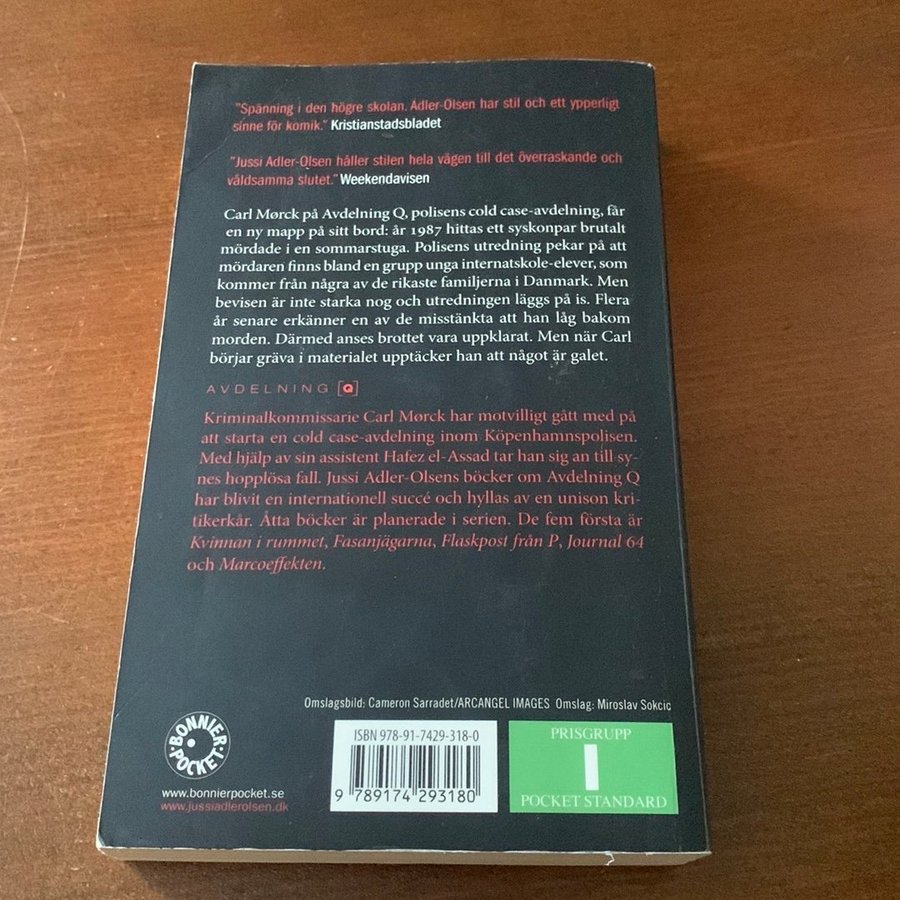 "Spänning i den högre skolan. Adler-Olsen har stil och ett ypperligt
sinne för komik." Kristianstadsbladet
"Jussi Adler-Olsen håller stilen hela vägen till det överraskande och
våldsamma slutet." Weekendavisen
Carl Mørck på Avdelning Q, polisens cold case-avdelning, får
en ny mapp på sitt bord: år 1987 hittas ett syskonpar brutalt
mördade i en sommarstuga. Polisens utredning pekar på att
mördaren finns bland en grupp unga internatskole-elever, som
kommer från några av de rikaste familjerna i Danmark. Men
bevisen är inte starka nog och utredningen läggs på is. Flera
år senare erkänner en av de misstänkta att han låg bakom
morden. Därmed anses brottet vara uppklarat. Men när Carl
börjar gräva i materialet upptäcker han att något är galet.
AVDELNING [Q]
Kriminalkommissarie Carl Mørck har motvilligt gått med på
att starta en cold case-avdelning inom Köpenhamnspolisen.
Med hjälp av sin assistent Hafez el-Assad tar han sig an till sy-
nes hopplösa fall. Jussi Adler-Olsens böcker om Avdelning Q
har blivit en internationell succé och hyllas av en unison kri-
tikerkår. Åtta böcker är planerade i serien. De fem första är
Kvinnan i rummet, Fasanjägarna, Flaskpost från P, Journal 64
och Marcoeffekten.
Omslagsbild: Cameron Sarradet/ARCANGEL IMAGES Omslag: Miroslav Sokcic
BONNIER
POCKET
www.bonnierpocket.se
www.jussiadlerolsen.dk
ISBN 978-91-7429-318-0
9 789174 293180
PRISGRUPP
1
POCKET STANDARD